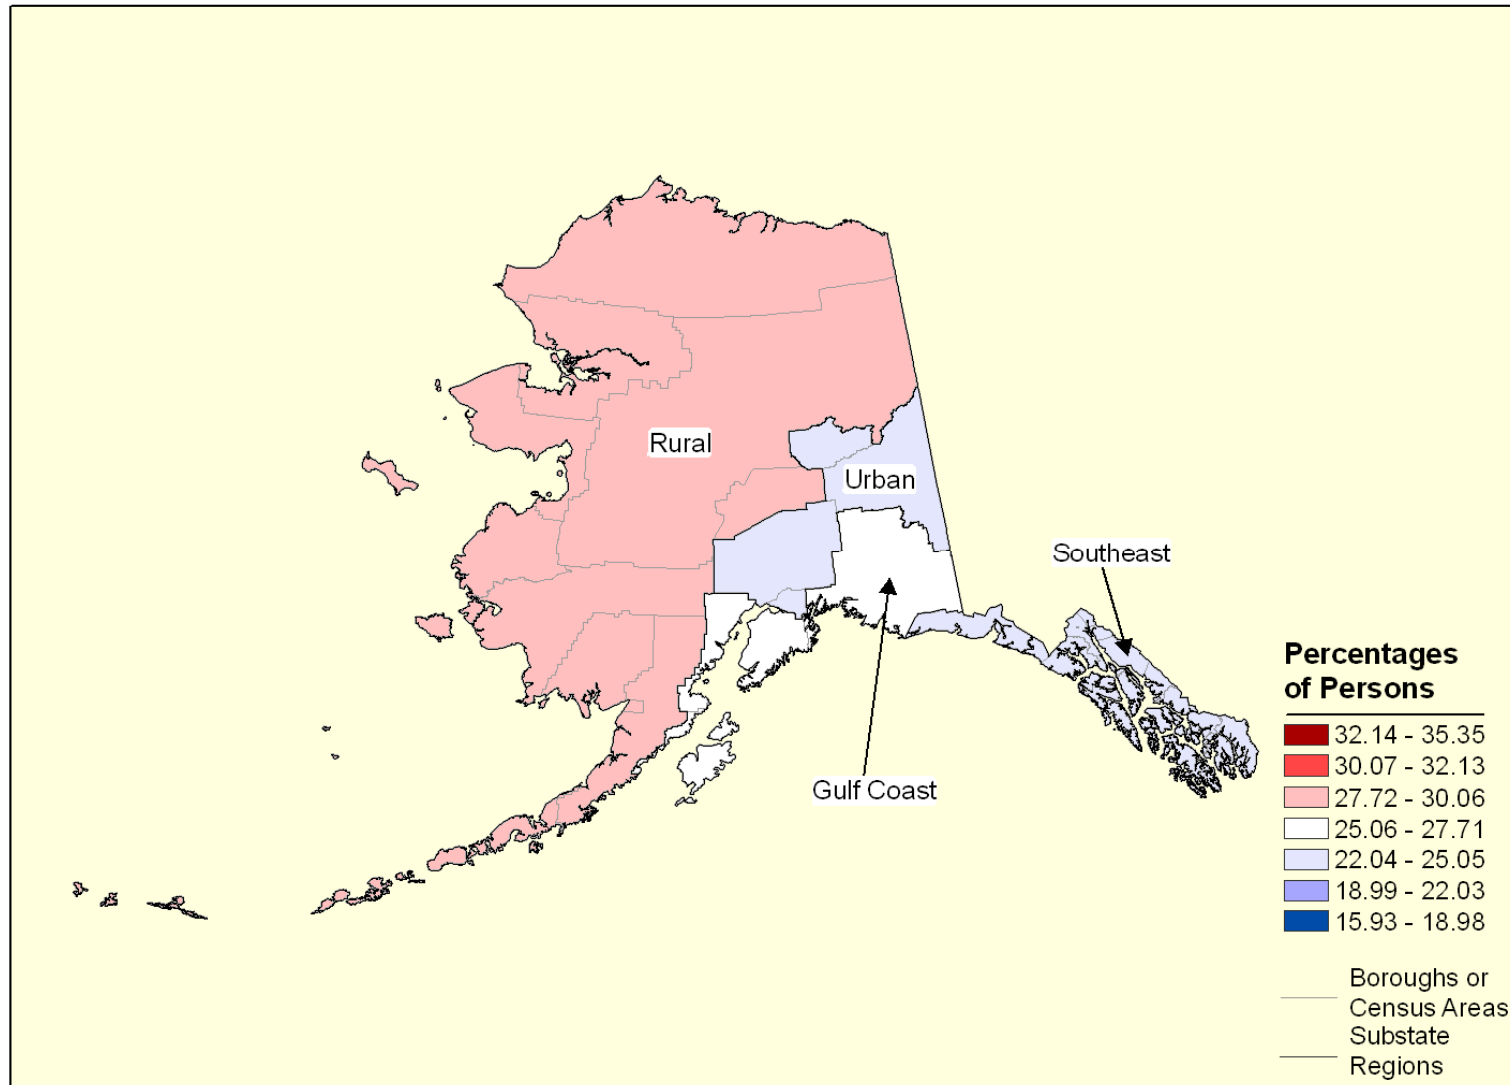 Rural
Urban
Southeast
Gulf Coast
Percentages
of Persons
32.14 - 35.35
30.07 - 32.13
27.72 - 30.06
25.06 - 27.71
22.04 - 25.05
18.99 - 22.03
15.93 - 18.98
Boroughs or
Census Areas
Substate
Regions